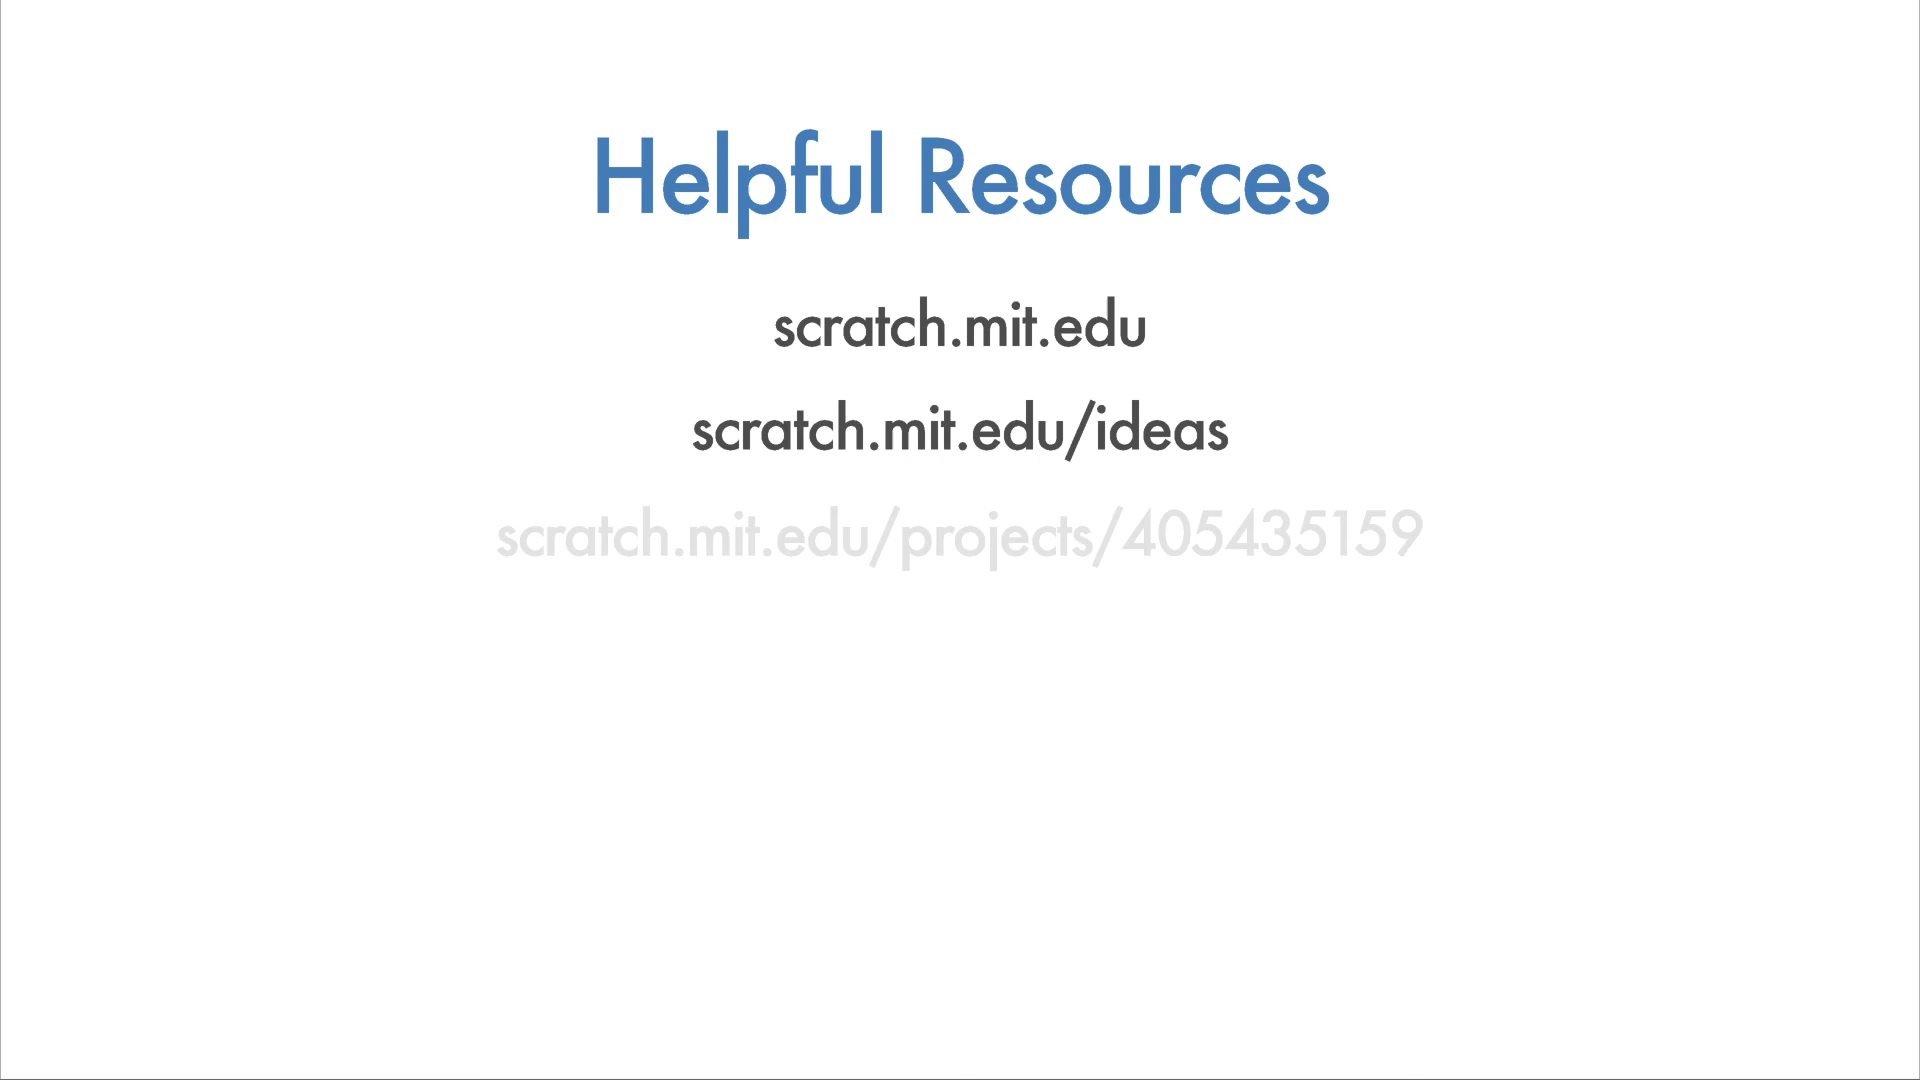 Helpful Resources
scratch.mit.edu
scratch.mit.edu/ideas
scratch.mit.edu/projects/405435159